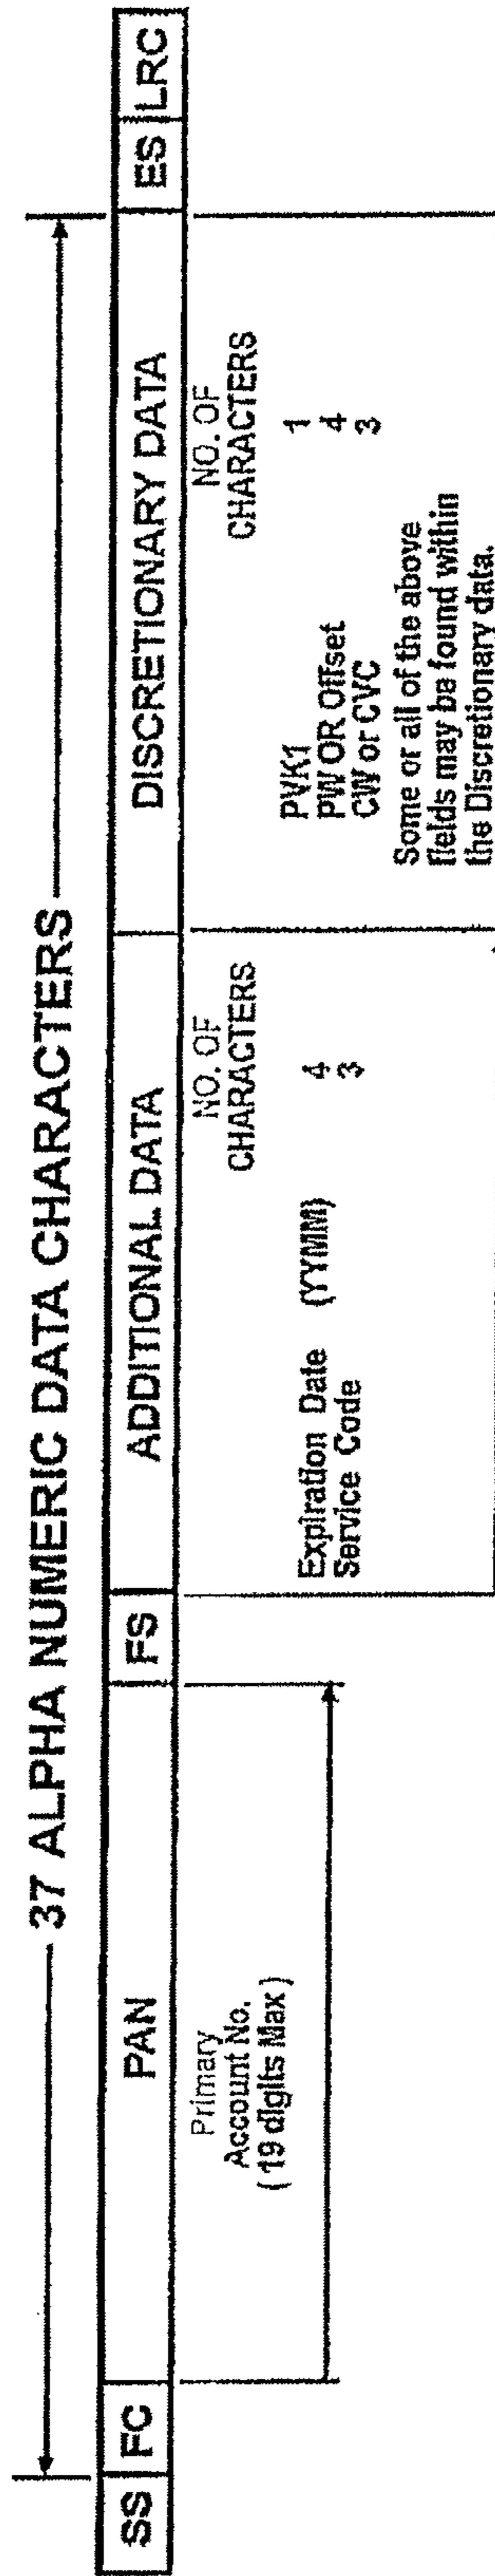 37 ALPHA NUMERIC DATA CHARACTERS
SS FC PAN FS ADDITIONAL DATA DISCRETIONARY DATA ES LRC
Primary
Account No.
( 19 digits Max )
NO. OF
CHARACTERS
Expiration Date (YYMM) 4
Service Code 3
NO. OF
CHARACTERS
PVK1 1
PW OR Offset 4
CW or CVC 3
Some or all of the above
fields may be found within
the Discretionary data.